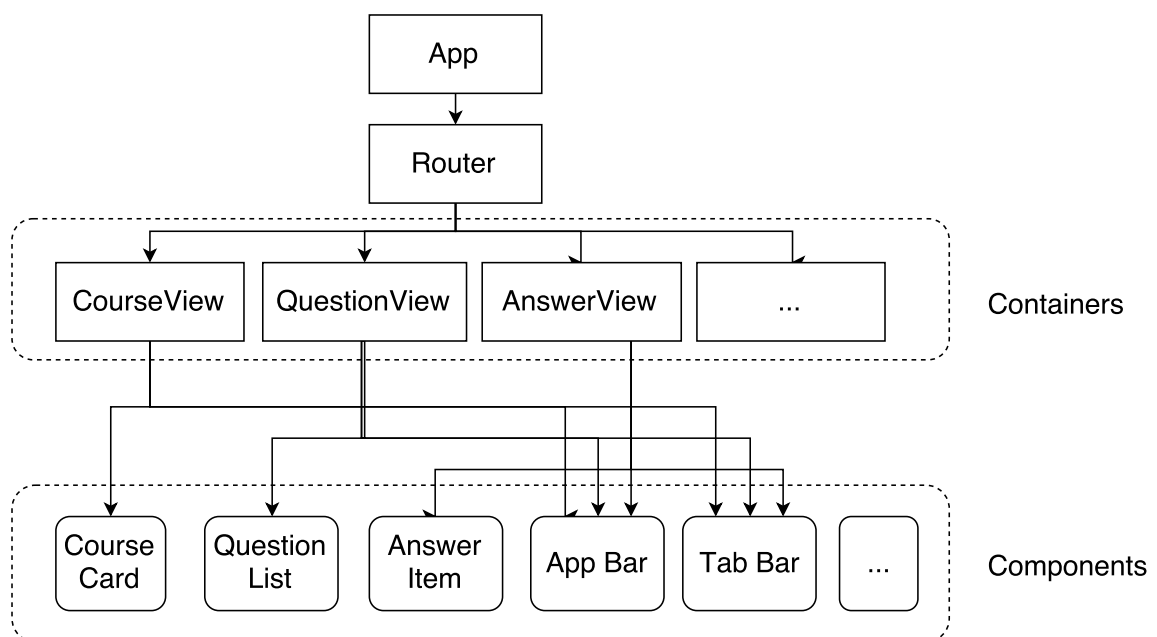 App
Router
CourseView
QuestionView
AnswerView
...
Containers
Course
Card
Question
List
Answer
Item
App Bar
Tab Bar
...
Components